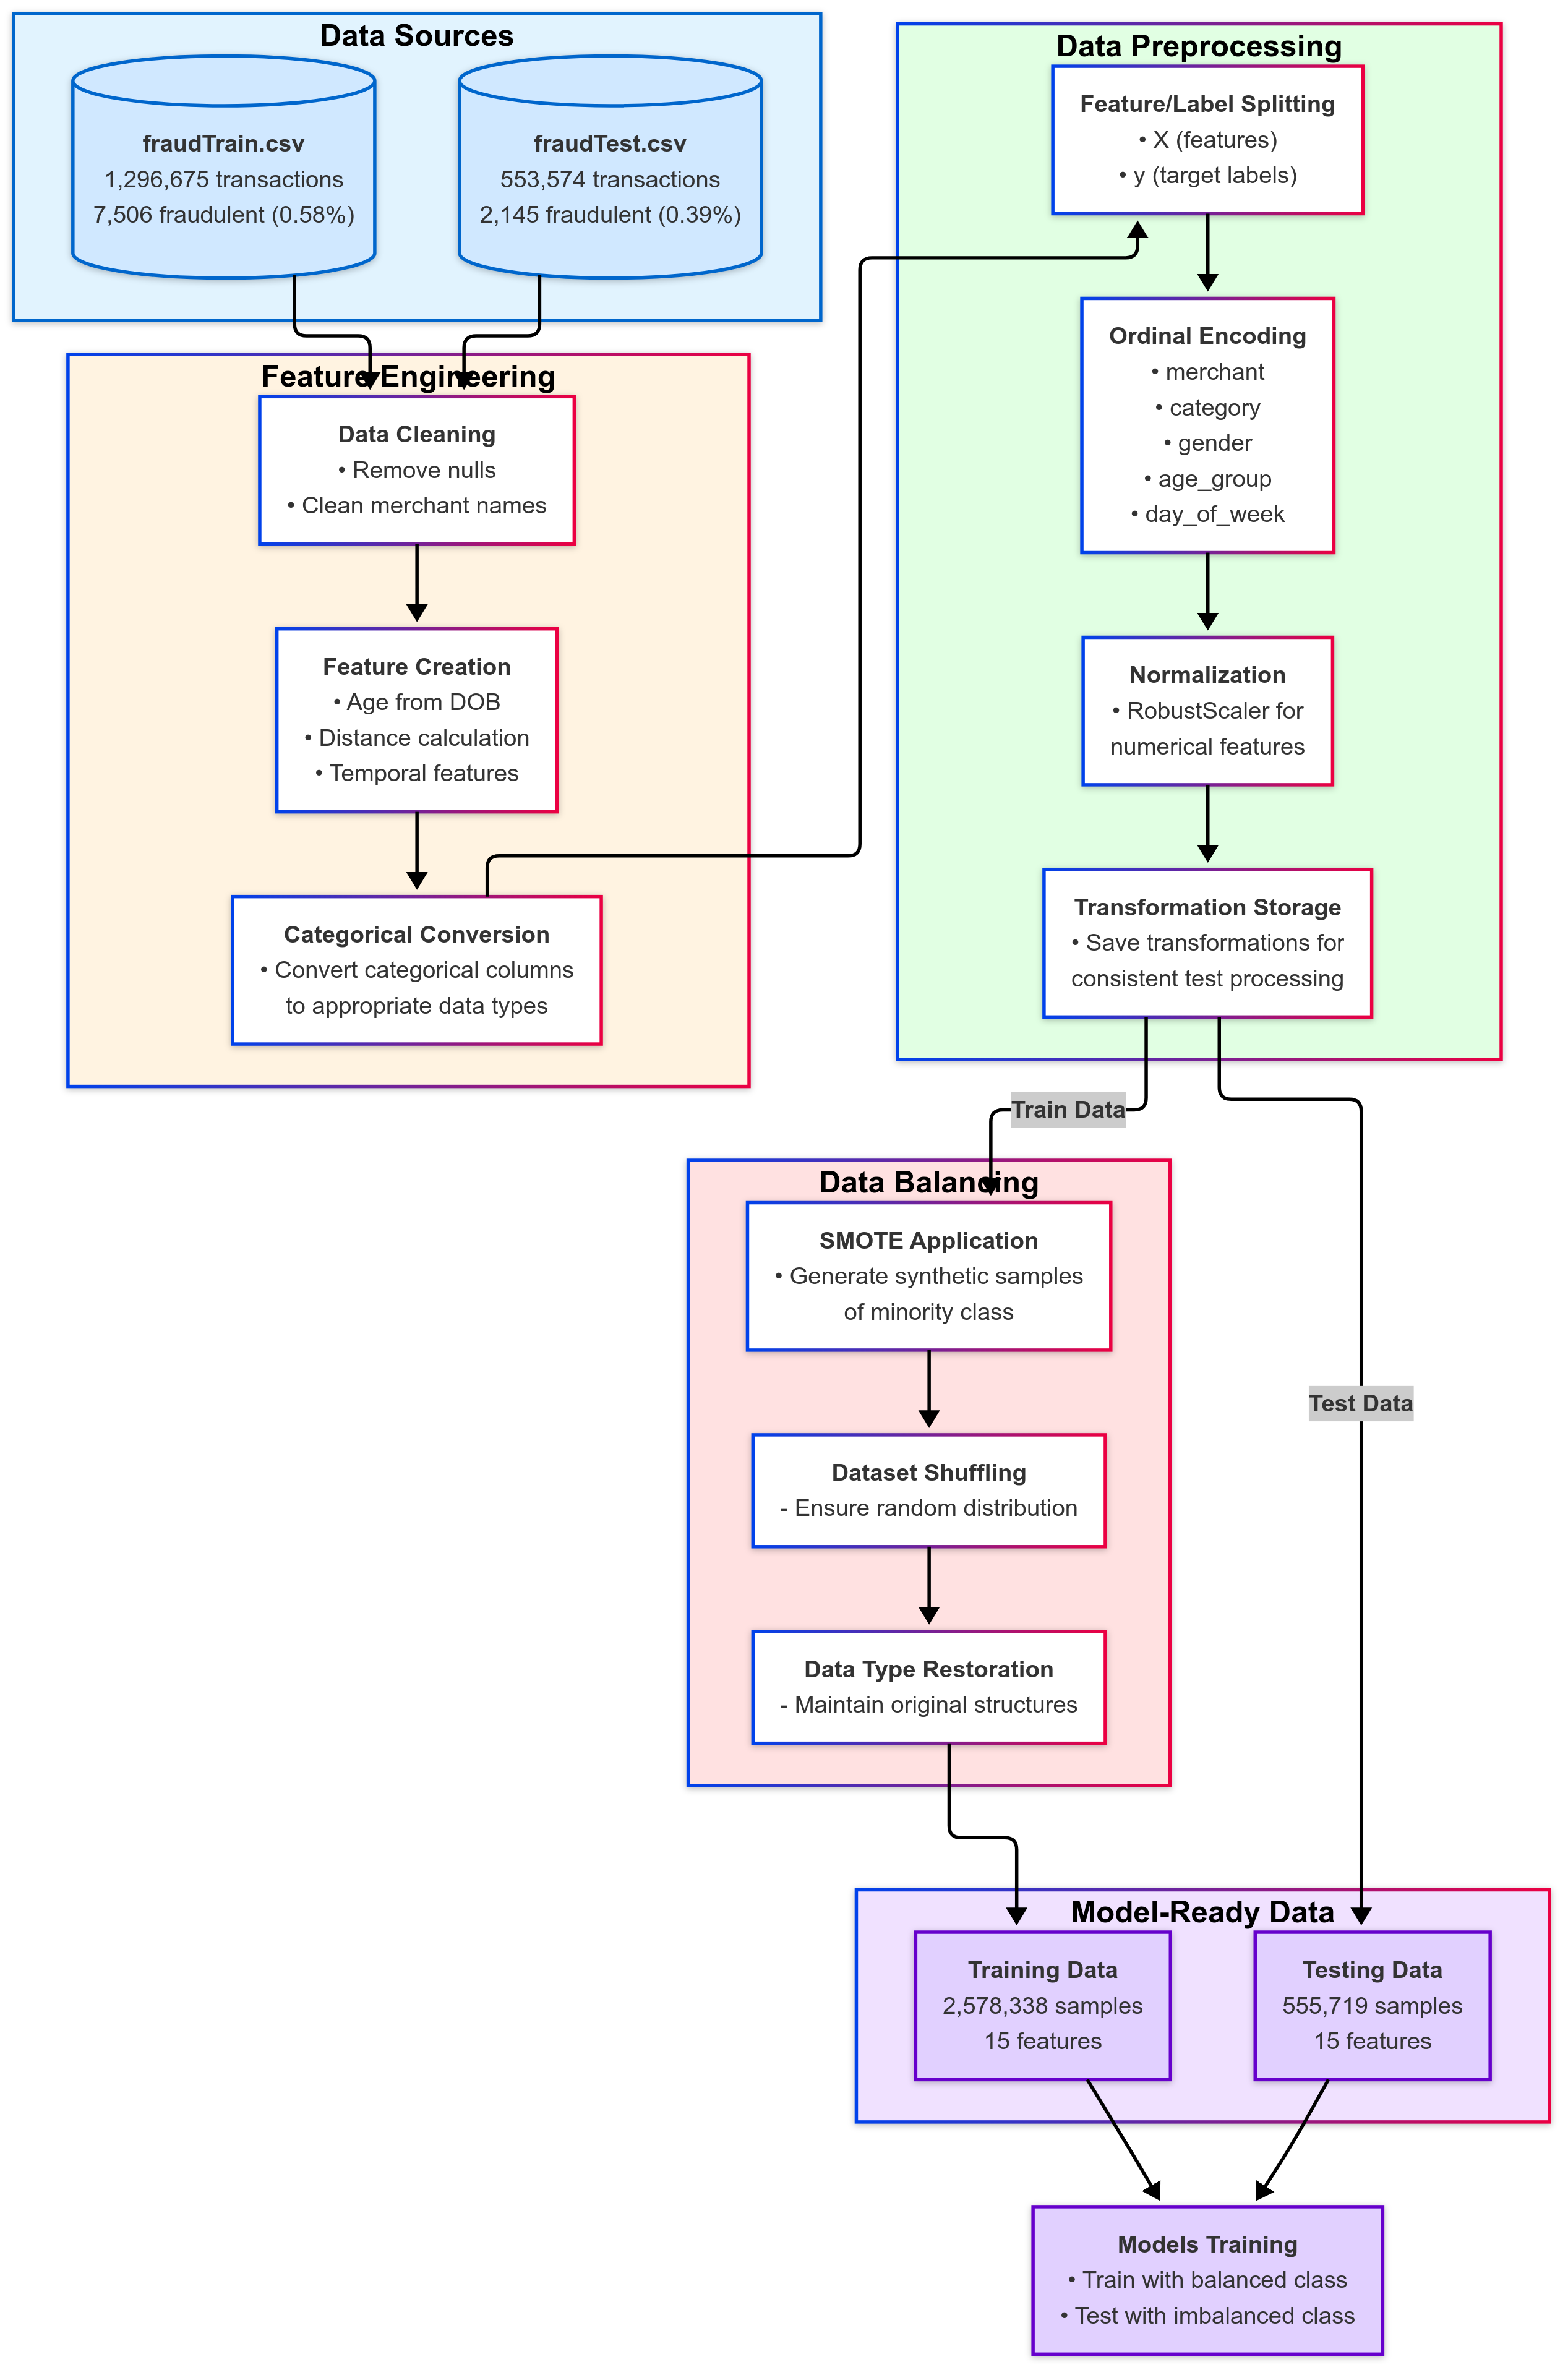 Data Sources
fraudTrain.csv
1,296,675 transactions
7,506 fraudulent (0.58%)
fraudTest.csv
553,574 transactions
2,145 fraudulent (0.39%)
Feature Engineering
Data Cleaning
• Remove nulls
• Clean merchant names
Feature Creation
• Age from DOB
• Distance calculation
• Temporal features
Categorical Conversion
• Convert categorical columns
to appropriate data types
Data Preprocessing
Feature/Label Splitting
• X (features)
• y (target labels)
Ordinal Encoding
• merchant
• category
• gender
• age_group
• day_of_week
Normalization
• RobustScaler for
numerical features
Transformation Storage
• Save transformations for
consistent test processing
Train Data
Test Data
Data Balancing
SMOTE Application
• Generate synthetic samples
of minority class
Dataset Shuffling
- Ensure random distribution
Data Type Restoration
- Maintain original structures
Model-Ready Data
Training Data
2,578,338 samples
15 features
Testing Data
555,719 samples
15 features
Models Training
• Train with balanced class
• Test with imbalanced class